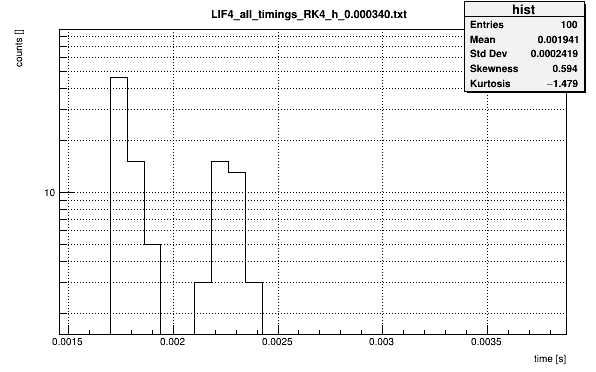 LIF4_all_timings_RK4_h_0.000340.txt
hist
Entries 100
Mean 0.001941
Std Dev 0.0002419
Skewness 0.594
Kurtosis −1.479
counts []
10
0.0015 0.002 0.0025 0.003 0.0035
time [s]